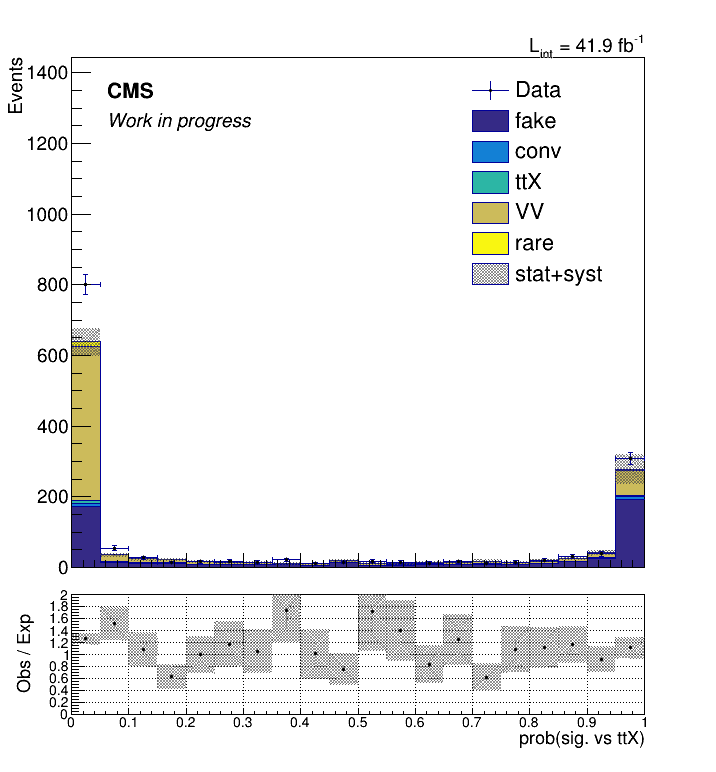 L_int = 41.9 fb^-1
Events
1400
1200
1000
800
600
400
200
0
CMS
Work in progress
Data
fake
conv
ttX
VV
rare
stat+syst
Obs / Exp
2
1.8
1.6
1.4
1.2
1
0.8
0.6
0.4
0.2
0
0 0.1 0.2 0.3 0.4 0.5 0.6 0.7 0.8 0.9 1
prob(sig. vs ttX)